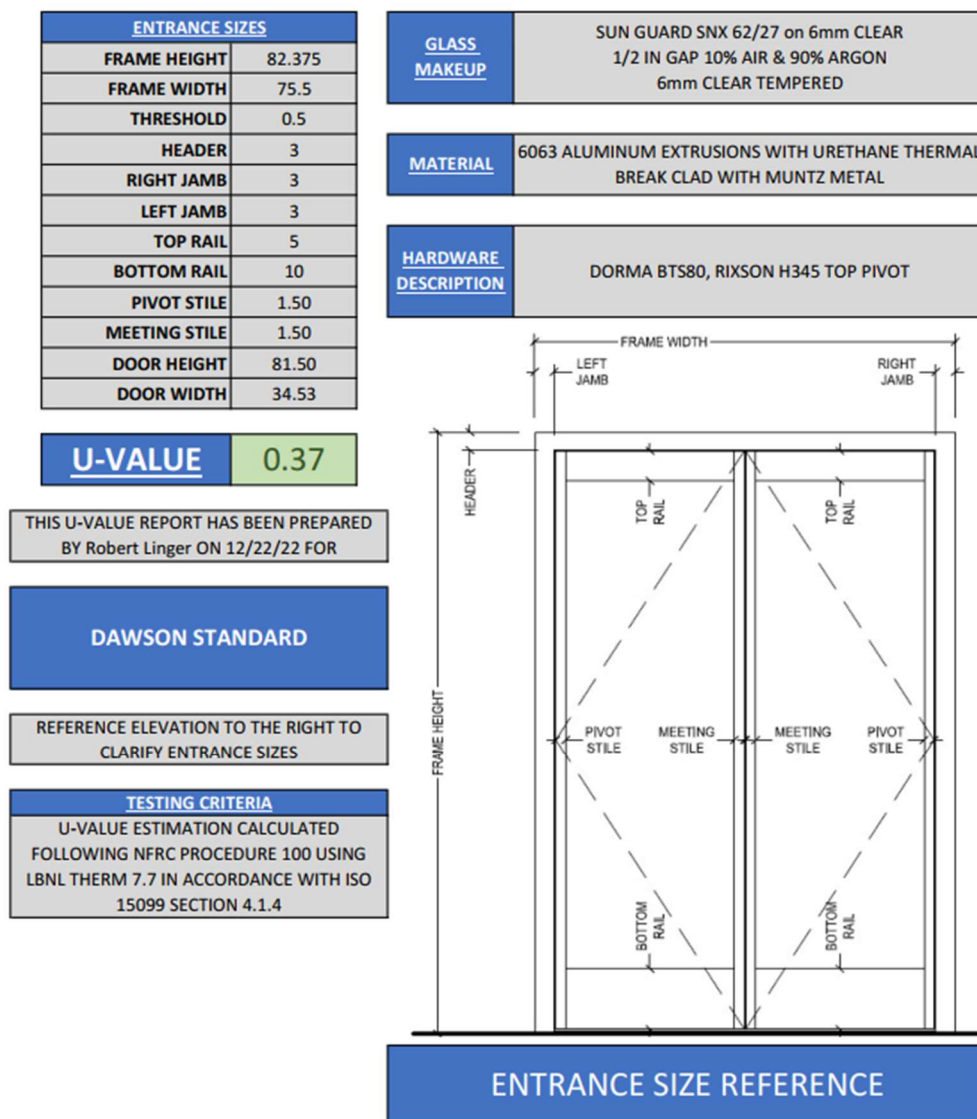 ENTRANCE SIZES
FRAME HEIGHT 82.375
FRAME WIDTH 75.5
THRESHOLD 0.5
HEADER 3
RIGHT JAMB 3
LEFT JAMB 3
TOP RAIL 5
BOTTOM RAIL 10
PIVOT STILE 1.50
MEETING STILE 1.50
DOOR HEIGHT 81.50
DOOR WIDTH 34.53
U-VALUE 0.37
THIS U-VALUE REPORT HAS BEEN PREPARED
BY Robert Linger ON 12/22/22 FOR
DAWSON STANDARD
REFERENCE ELEVATION TO THE RIGHT TO
CLARIFY ENTRANCE SIZES
TESTING CRITERIA
U-VALUE ESTIMATION CALCULATED
FOLLOWING NFRC PROCEDURE 100 USING
LBNL THERM 7.7 IN ACCORDANCE WITH ISO
15099 SECTION 4.1.4
GLASS
MAKEUP
SUN GUARD SNX 62/27 on 6mm CLEAR
1/2 IN GAP 10% AIR & 90% ARGON
6mm CLEAR TEMPERED
MATERIAL
6063 ALUMINUM EXTRUSIONS WITH URETHANE THERMAL
BREAK CLAD WITH MUNTZ METAL
HARDWARE
DESCRIPTION
DORMA BTS80, RIXSON H345 TOP PIVOT
FRAME WIDTH
LEFT
JAMB
RIGHT
JAMB
HEADER
TOP
RAIL
TOP
RAIL
FRAME HEIGHT
PIVOT
STILE
MEETING
STILE
MEETING
STILE
PIVOT
STILE
BOTTOM
RAIL
BOTTOM
RAIL
ENTRANCE SIZE REFERENCE